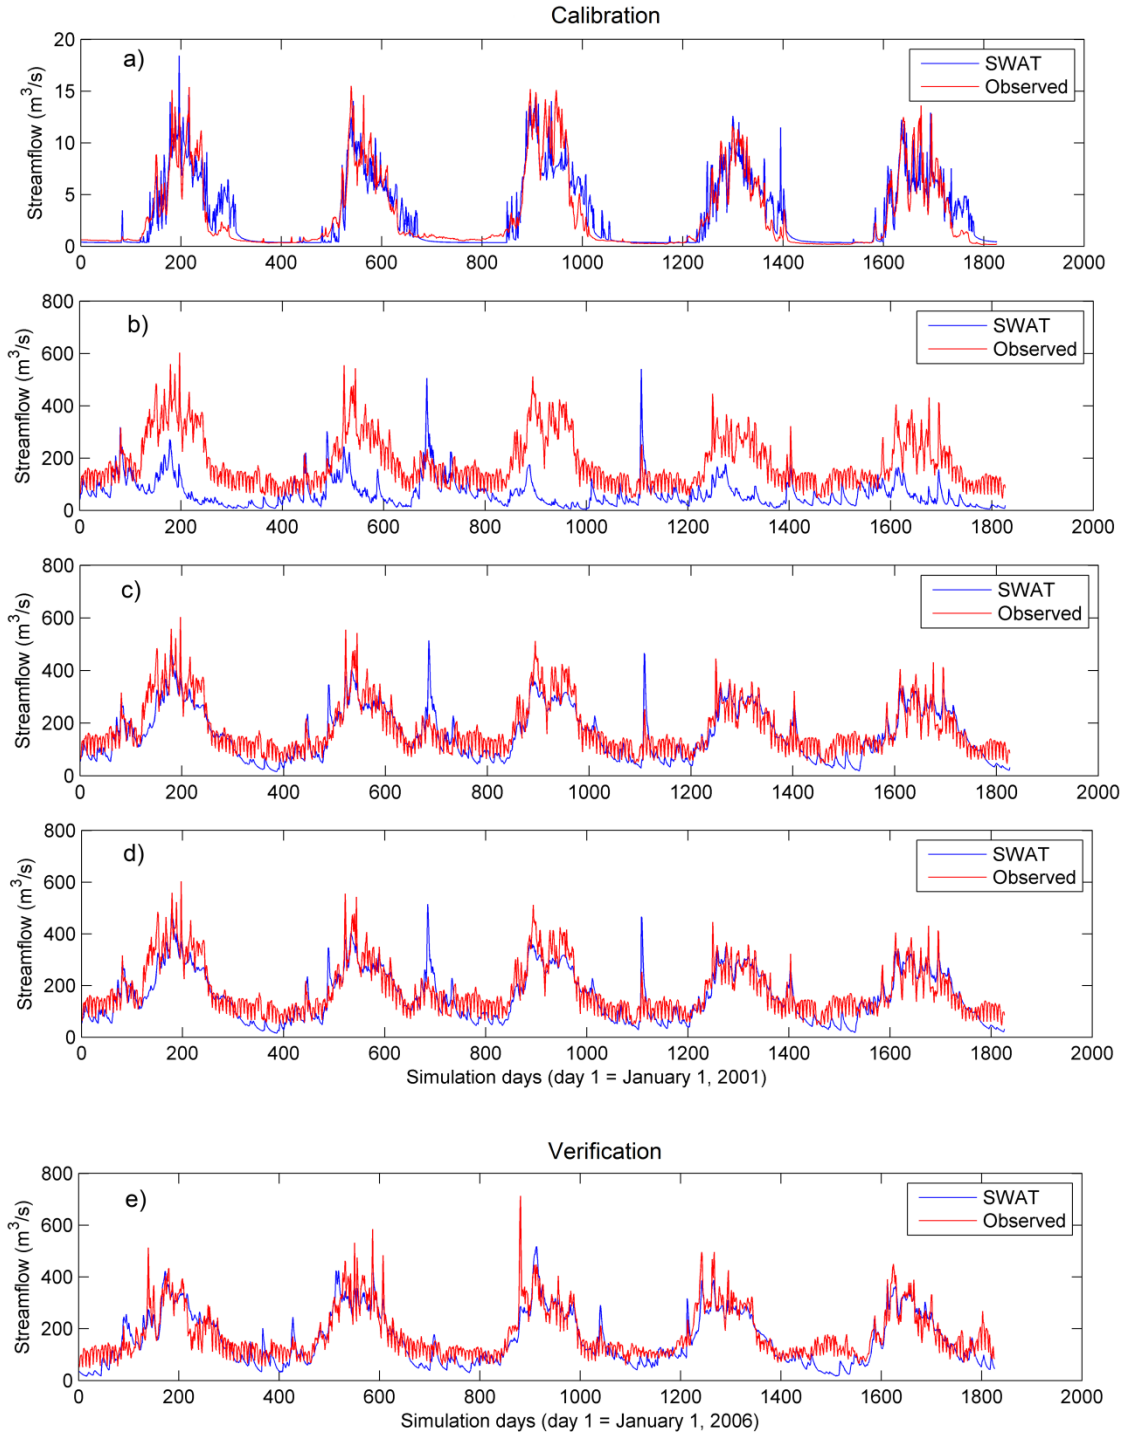 Calibration
a)
Streamflow (m³/s)
20
15
10
5
0
SWAT
Observed
0 200 400 600 800 1000 1200 1400 1600 1800 2000
b)
Streamflow (m³/s)
800
600
400
200
0
SWAT
Observed
0 200 400 600 800 1000 1200 1400 1600 1800 2000
c)
Streamflow (m³/s)
800
600
400
200
0
SWAT
Observed
0 200 400 600 800 1000 1200 1400 1600 1800 2000
d)
Streamflow (m³/s)
800
600
400
200
0
SWAT
Observed
0 200 400 600 800 1000 1200 1400 1600 1800 2000
Simulation days (day 1 = January 1, 2001)
Verification
e)
Streamflow (m³/s)
800
600
400
200
0
SWAT
Observed
0 200 400 600 800 1000 1200 1400 1600 1800 2000
Simulation days (day 1 = January 1, 2006)